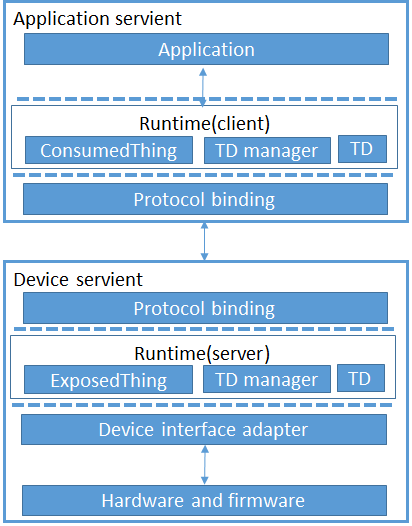 Application servient
Application
Runtime(client)
ConsumedThing TD manager TD
Protocol binding
Device servient
Protocol binding
Runtime(server)
ExposedThing TD manager TD
Device interface adapter
Hardware and firmware